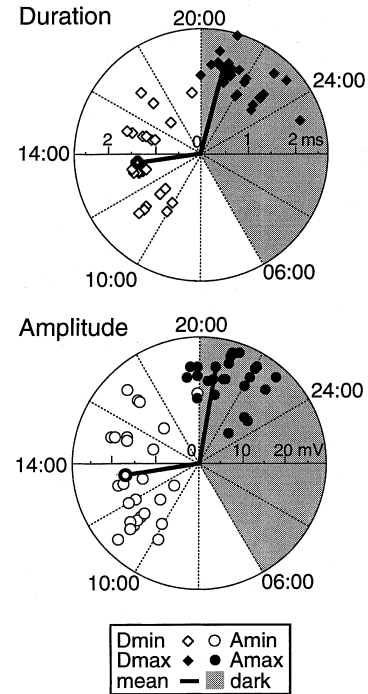 Duration
20:00
24:00
14:00
2
0
1
2 ms
10:00
06:00
Amplitude
20:00
24:00
14:00
0
10
20 mV
10:00
06:00
Dmin ◇ ○ Amin
Dmax ◆ ● Amax
mean dark